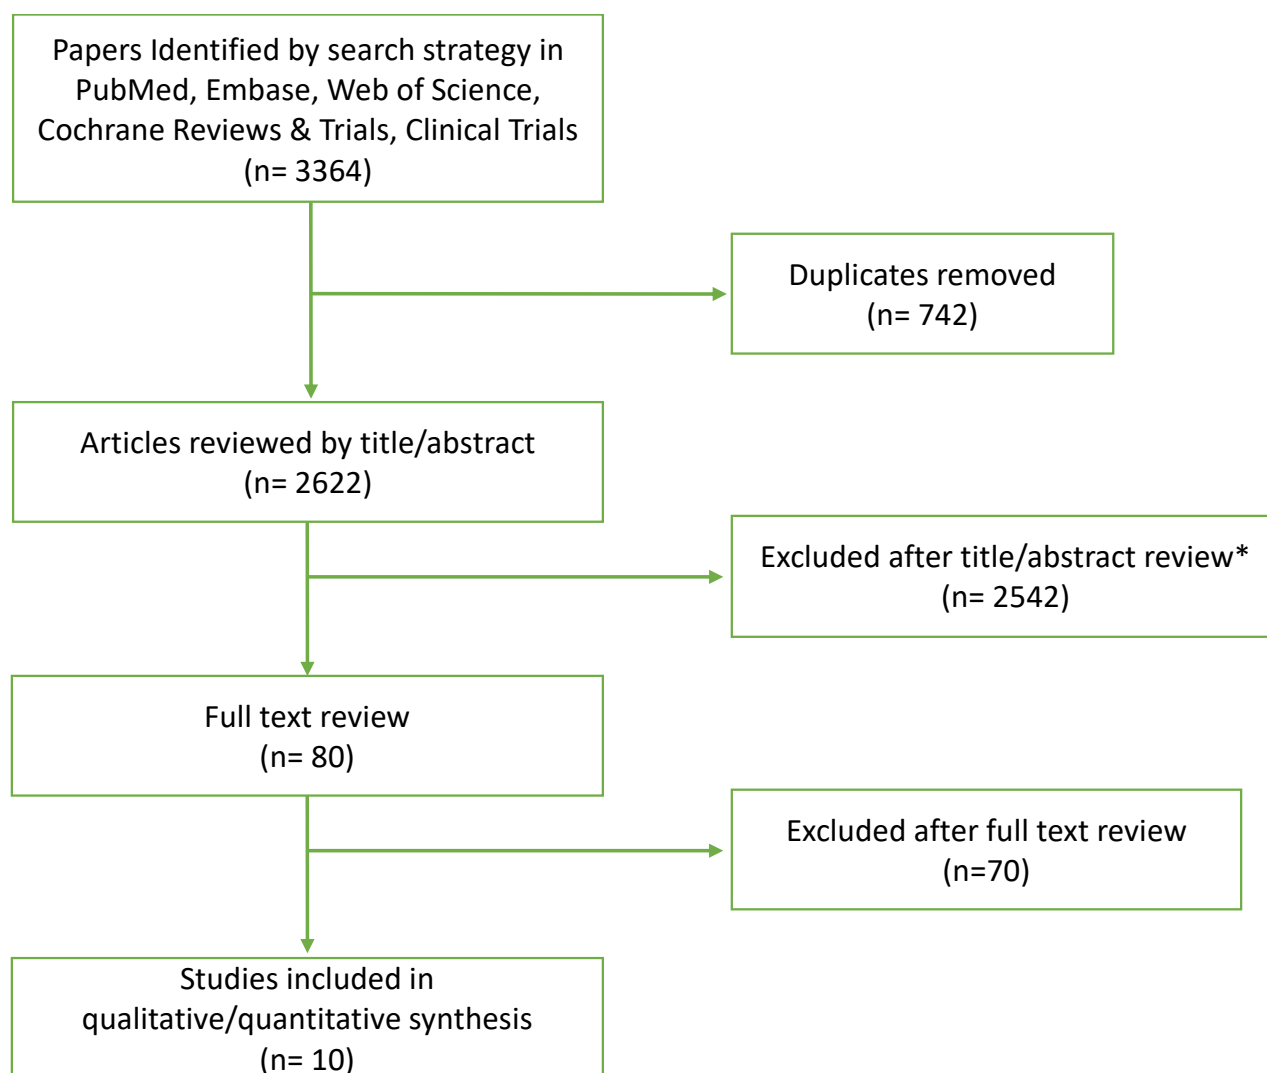 Papers Identified by search strategy in
PubMed, Embase, Web of Science,
Cochrane Reviews & Trials, Clinical Trials
(n= 3364)
Duplicates removed
(n= 742)
Articles reviewed by title/abstract
(n= 2622)
Excluded after title/abstract review*
(n= 2542)
Full text review
(n= 80)
Excluded after full text review
(n=70)
Studies included in
qualitative/quantitative synthesis
(n= 10)